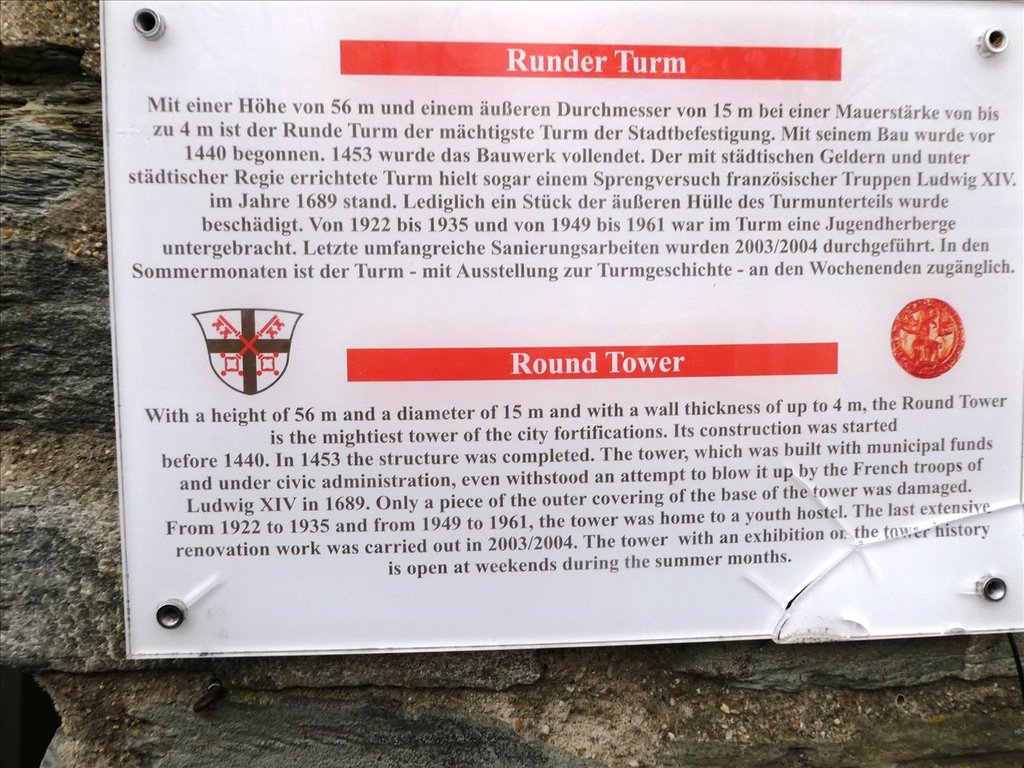 Runder Turm
Mit einer Höhe von 56 m und einem äußeren Durchmesser von 15 m bei einer Mauerstärke von bis
zu 4 m ist der Runde Turm der mächtigste Turm der Stadtbefestigung. Mit seinem Bau wurde vor
1440 begonnen. 1453 wurde das Bauwerk vollendet. Der mit städtischen Geldern und unter
städtischer Regie errichtete Turm hielt sogar einem Sprengversuch französischer Truppen Ludwig XIV.
im Jahre 1689 stand. Lediglich ein Stück der äußeren Hülle des Turmunterteils wurde
beschädigt. Von 1922 bis 1935 und von 1949 bis 1961 war im Turm eine Jugendherberge
untergebracht. Letzte umfangreiche Sanierungsarbeiten wurden 2003/2004 durchgeführt. In den
Sommermonaten ist der Turm - mit Ausstellung zur Turmgeschichte - an den Wochenenden zugänglich.
Round Tower
With a height of 56 m and a diameter of 15 m and with a wall thickness of up to 4 m, the Round Tower
is the mightiest tower of the city fortifications. Its construction was started
before 1440. In 1453 the structure was completed. The tower, which was built with municipal funds
and under civic administration, even withstood an attempt to blow it up by the French troops of
Ludwig XIV in 1689. Only a piece of the outer covering of the base of the tower was damaged.
From 1922 to 1935 and from 1949 to 1961, the tower was home to a youth hostel. The last extensive
renovation work was carried out in 2003/2004. The tower with an exhibition on the tower history
is open at weekends during the summer months.